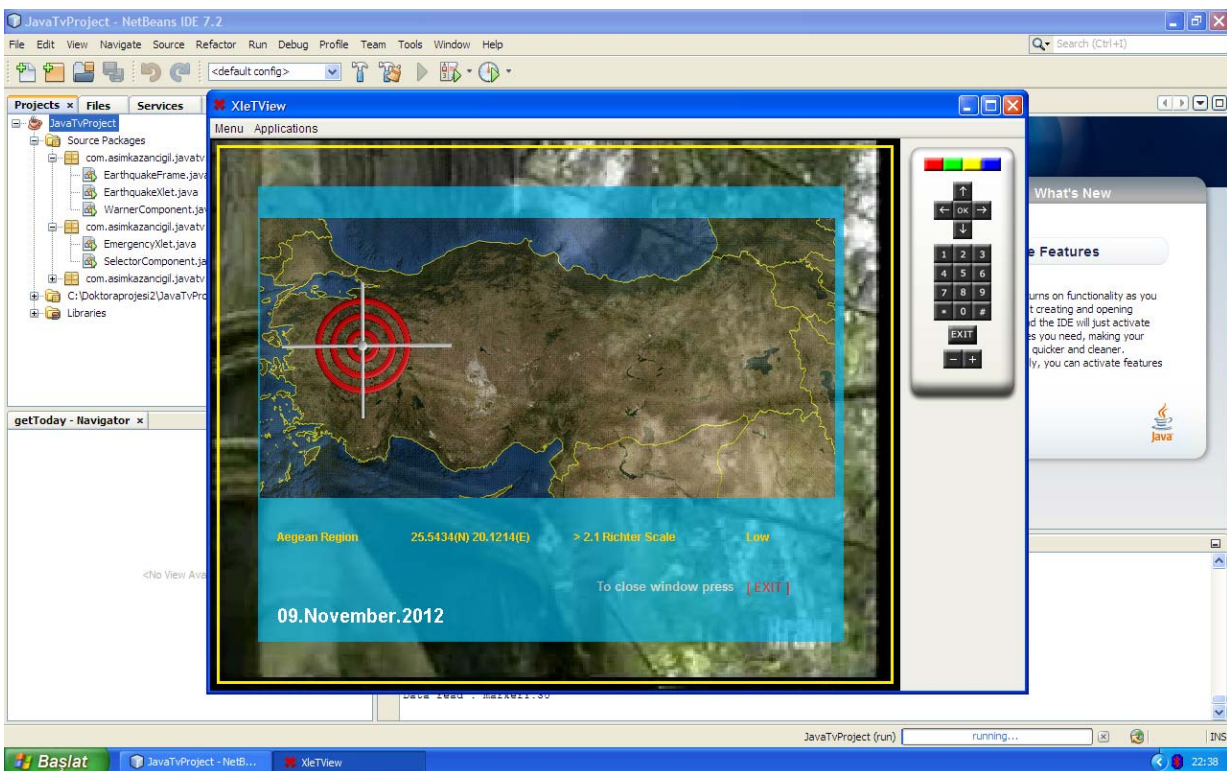 JavaTvProject - NetBeans IDE 7.2
File Edit View Navigate Source Refactor Run Debug Profile Team Tools Window Help
Search (Ctrl+I)
<default config>
Projects x Files Services
JavaTvProject
Source Packages
com.asimkazancigil.javatv
EarthquakeFrame.java
EarthquakeXlet.java
WarnerComponent.jav
com.asimkazancigil.javatv
EmergencyXlet.java
SelectorComponent.ja
com.asimkazancigil.javatv
C:\Doktoraprojesi2\JavaTvPro
Libraries
getToday - Navigator x
<No View Ava
XleTView
Menu Applications
Aegean Region 25.5434(N) 20.1214(E) > 2.1 Richter Scale Low
To close window press [ EXIT ]
09.November.2012
OK
1 2 3
4 5 6
7 8 9
* 0 #
EXIT
- +
What's New
e Features
urns on functionality as you
t creating and opening
d the IDE will just activate
es you need, making your
quicker and cleaner.
ly, you can activate features
Java
Data read : marker1.30
JavaTvProject (run) running... INS
Başlat JavaTvProject - NetB... XleTView 22:38